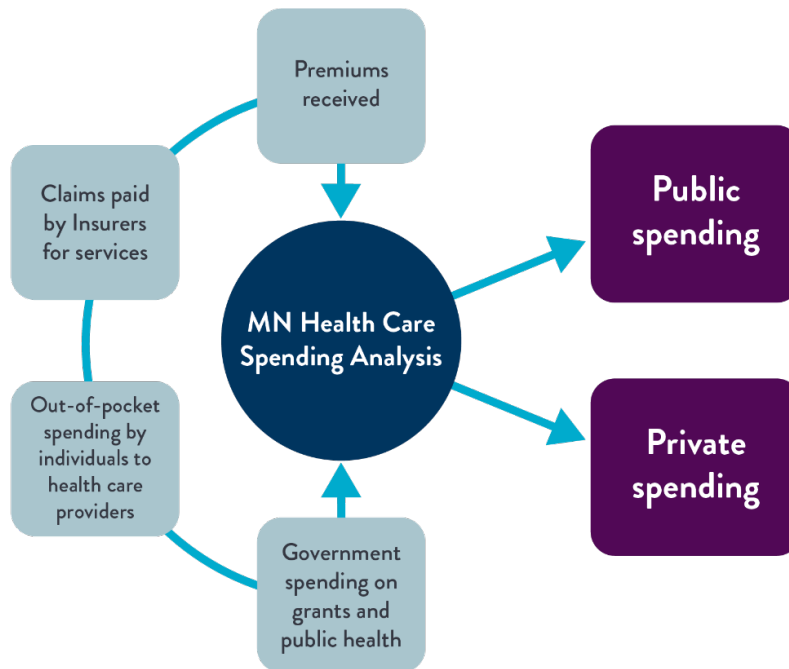 Premiums
received
Claims paid
by Insurers
for services
Out-of-pocket
spending by
individuals to
health care
providers
Government
spending on
grants and
public health
MN Health Care
Spending Analysis
Public
spending
Private
spending